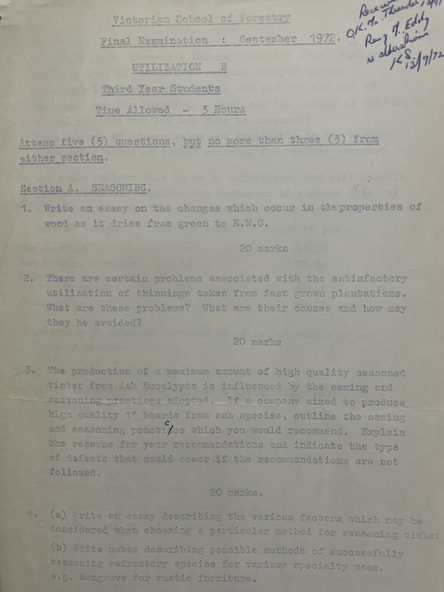 Victorian School of Forestry
Final Examination : September 1972.
UTILIZATION B
Third Year Students
Time Allowed - 3 Hours
Attemp five (5) questions, but no more than three (3) from
either section.
Section A. SEASONING.
1. Write an essay on the changes which occur in the properties of
wood as it dries from green to E.M.C.
20 marks
2. There are certain problems associated with the satisfactory
utilization of thinnings taken from fast grown plantations.
What are these problems? What are their causes and how may
they be avoided?
20 marks
3. The production of a maximum amount of high quality seasoned
timber from Ash Eucalypts is influenced by the sawing and
seasoning practices adopted. If a company aimed to produce
high quality 1" boards from ash species, outline the sawing
and seasoning practices which you would recommend. Explain
the reasons for your recommendations and indicate the type
of defects that could occur if the recommendations are not
followed.
20 marks.
4. (a) Write an essay describing the various factors which may be
considered when choosing a particular method for seasoning timber
(b) Write notes describing possible methods of successfully
seasoning refractory species for various specialty uses.
e.g. Mangrove for rustic furniture.
O.K.
Eddy
alterations
13/9/72